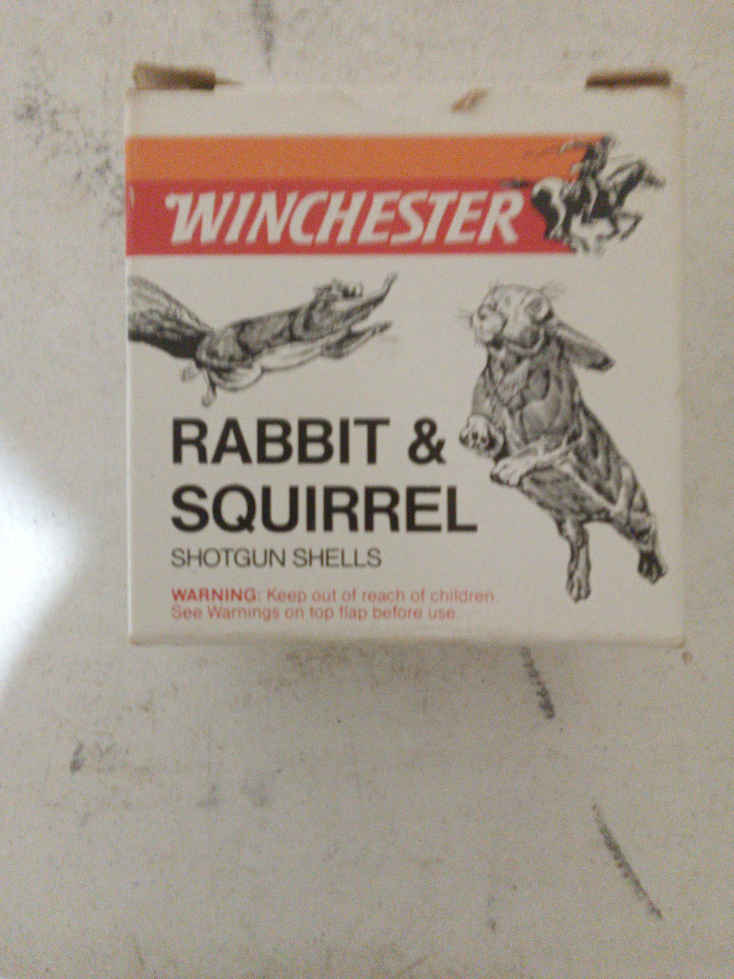 WINCHESTER
RABBIT &
SQUIRREL
SHOTGUN SHELLS
WARNING: Keep out of reach of children.
See Warnings on top flap before use.